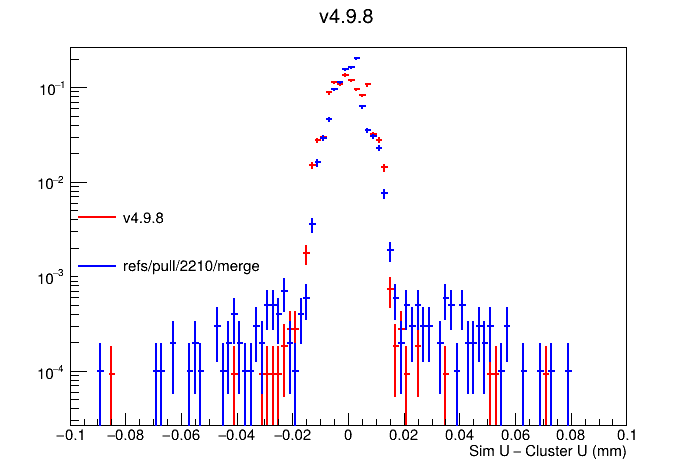 v4.9.8
10⁻¹
10⁻²
10⁻³
10⁻⁴
v4.9.8
refs/pull/2210/merge
−0.1 −0.08 −0.06 −0.04 −0.02 0 0.02 0.04 0.06 0.08 0.1
Sim U − Cluster U (mm)